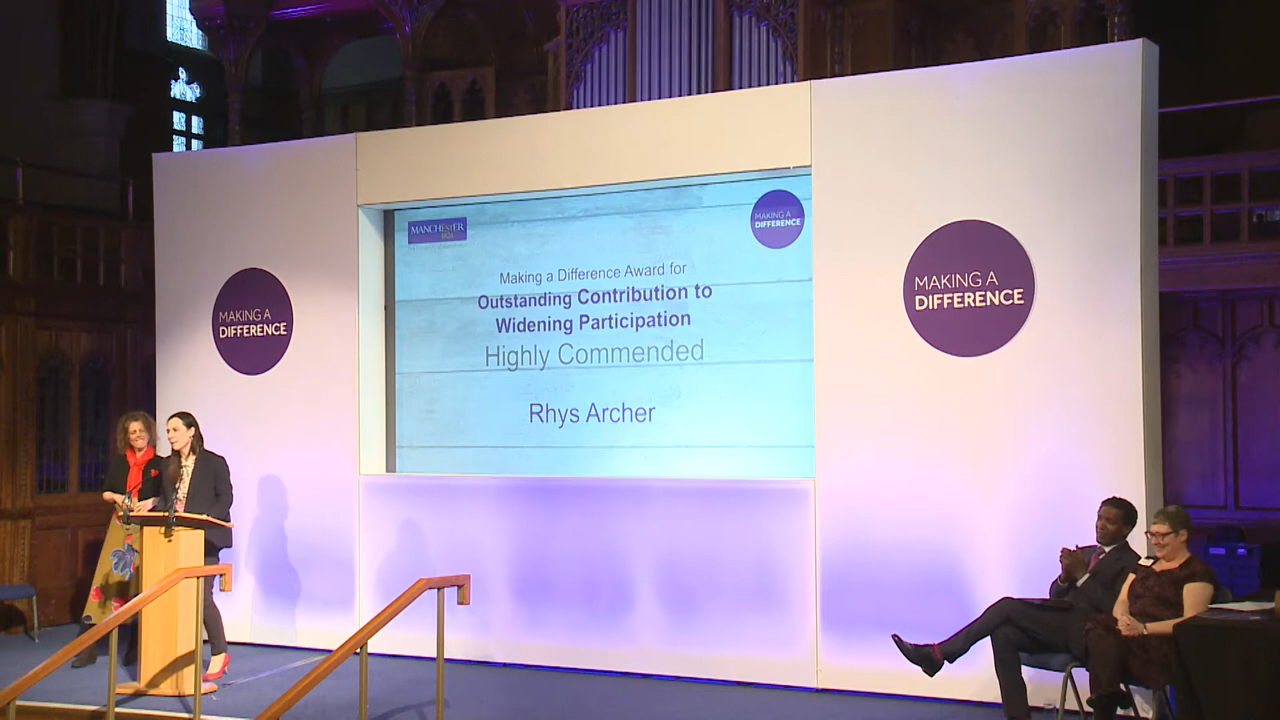 MANCHESTER
1824
MAKING A
DIFFERENCE
Making a Difference Award for
Outstanding Contribution to
Widening Participation
Highly Commended
Rhys Archer
MAKING A
DIFFERENCE
MAKING A
DIFFERENCE